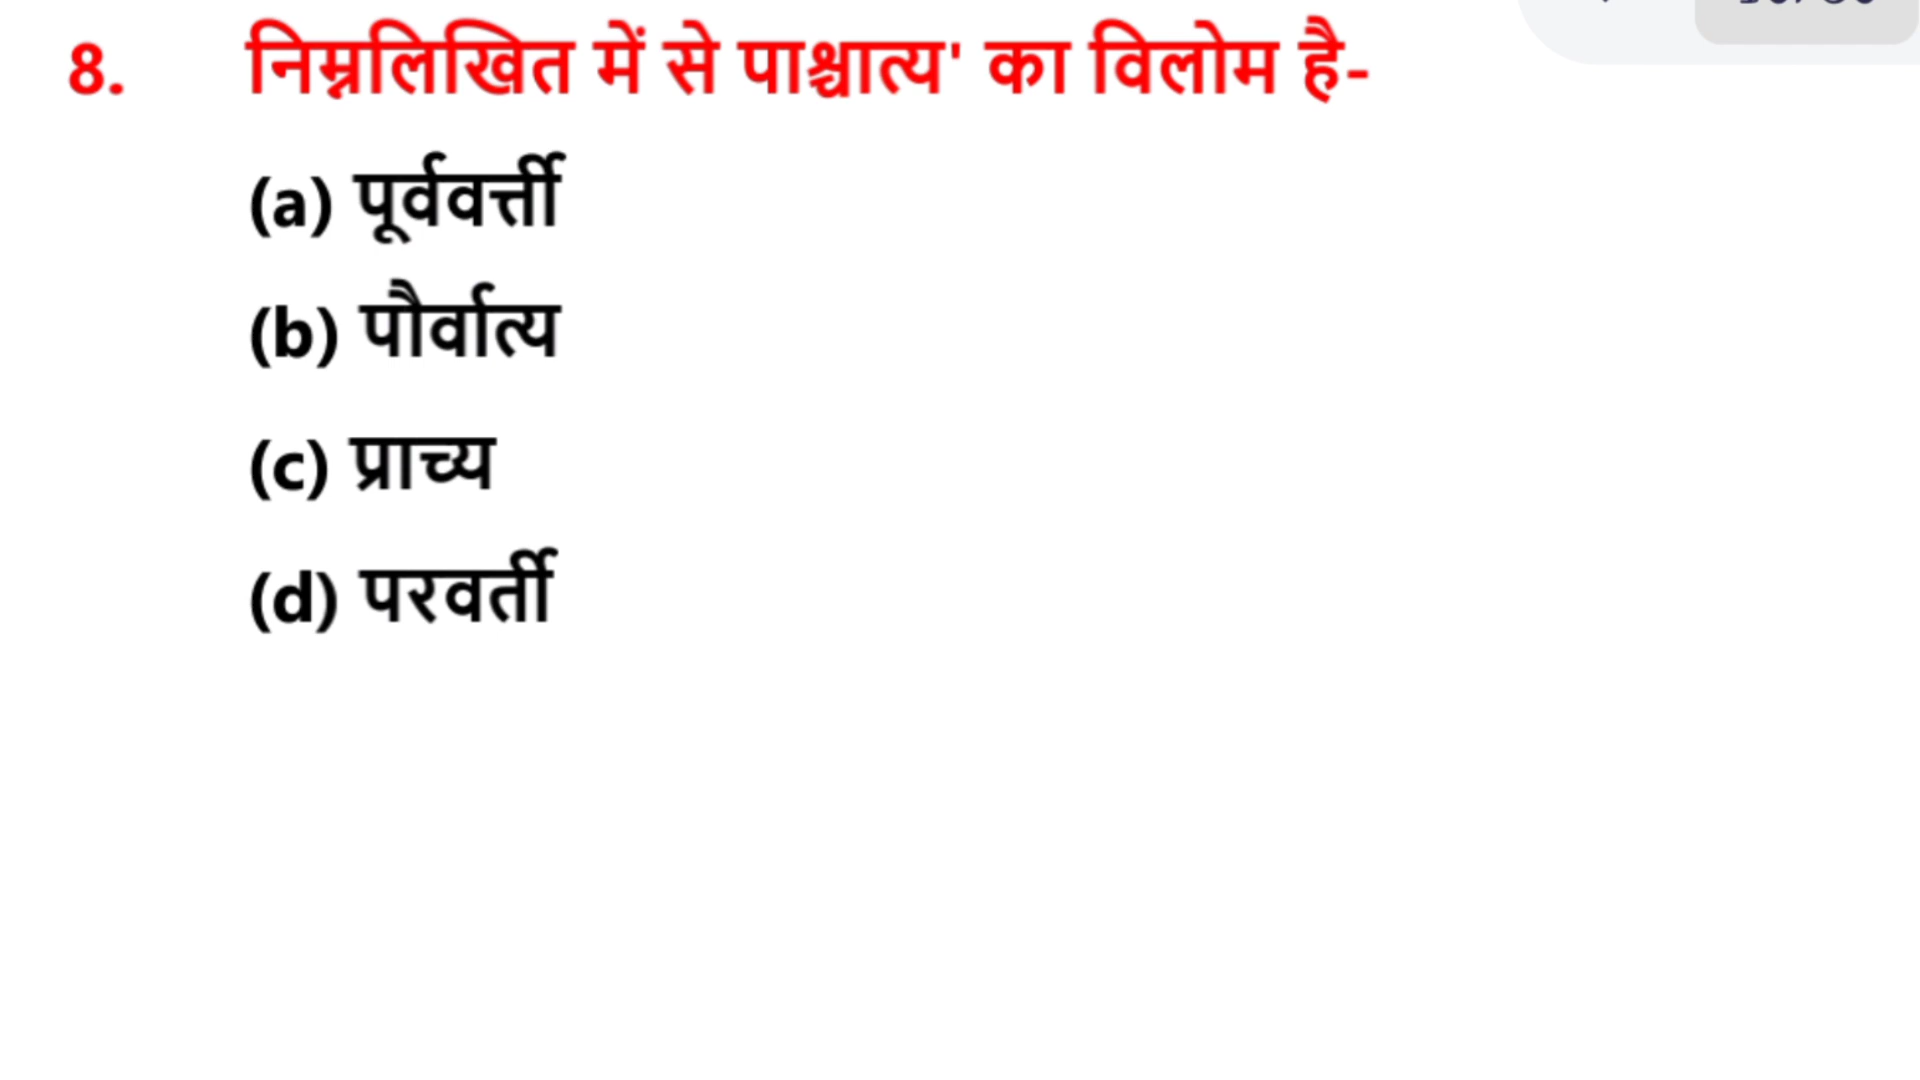 8. निम्नलिखित में से पाश्चात्य' का विलोम है-
(a) पूर्ववर्त्ती
(b) पौर्वात्य
(c) प्राच्य
(d) परवर्ती